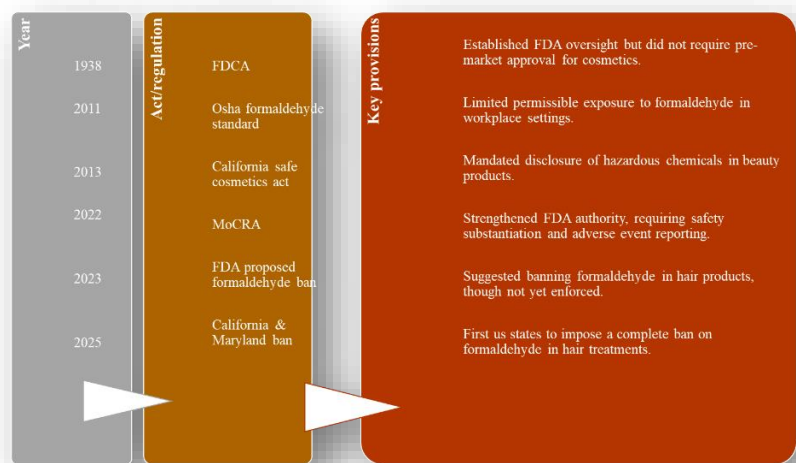 Year
Act/regulation
Key provisions
1938
FDCA
Established FDA oversight but did not require pre-
market approval for cosmetics.
2011
Osha formaldehyde
standard
Limited permissible exposure to formaldehyde in
workplace settings.
2013
California safe
cosmetics act
Mandated disclosure of hazardous chemicals in beauty
products.
2022
MoCRA
Strengthened FDA authority, requiring safety
substantiation and adverse event reporting.
2023
FDA proposed
formaldehyde ban
Suggested banning formaldehyde in hair products,
though not yet enforced.
2025
California &
Maryland ban
First us states to impose a complete ban on
formaldehyde in hair treatments.